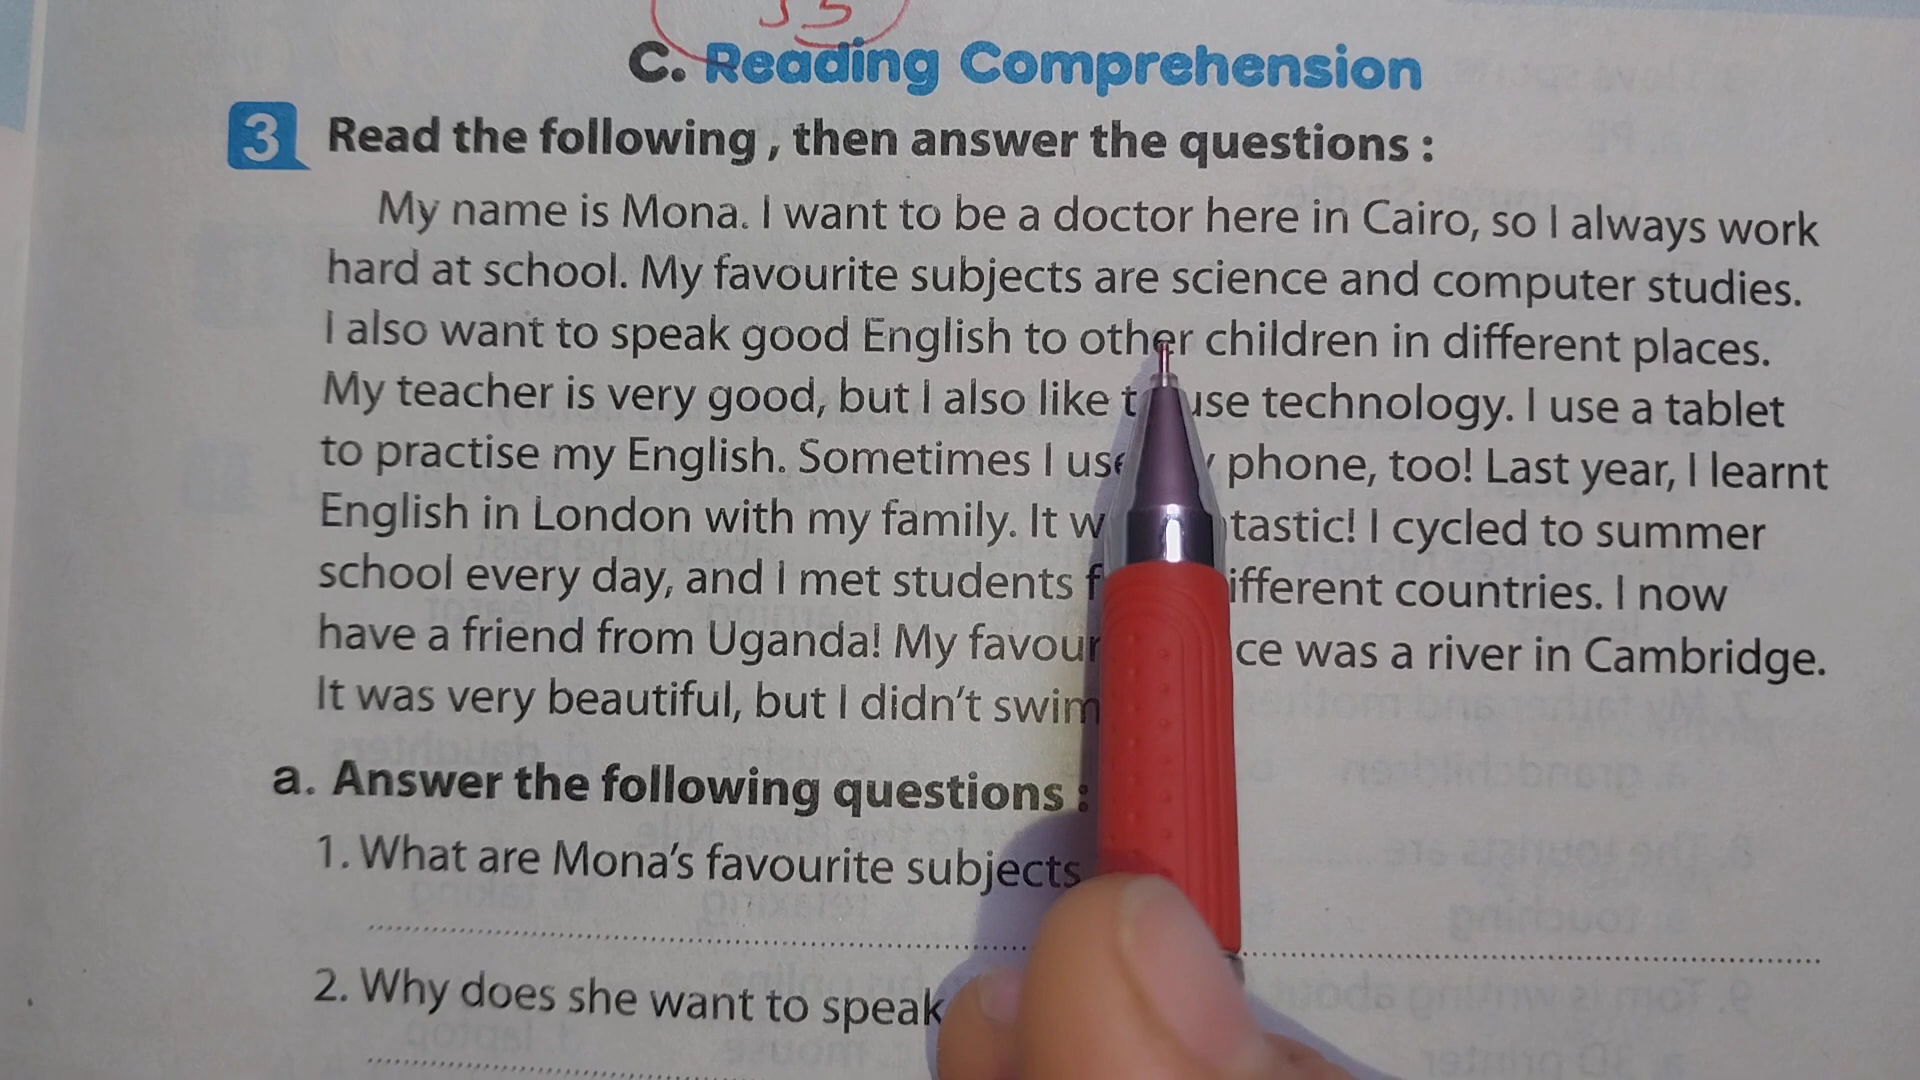 C. Reading Comprehension
3 Read the following , then answer the questions :
My name is Mona. I want to be a doctor here in Cairo, so I always work
hard at school. My favourite subjects are science and computer studies.
I also want to speak good English to other children in different places.
My teacher is very good, but I also like use technology. I use a tablet
to practise my English. Sometimes I use phone, too! Last year, I learnt
English in London with my family. It tastic! I cycled to summer
school every day, and I met students different countries. I now
have a friend from Uganda! My favour ce was a river in Cambridge.
It was very beautiful, but I didn't swim
a. Answer the following questions :
1. What are Mona's favourite subjects
2. Why does she want to speak